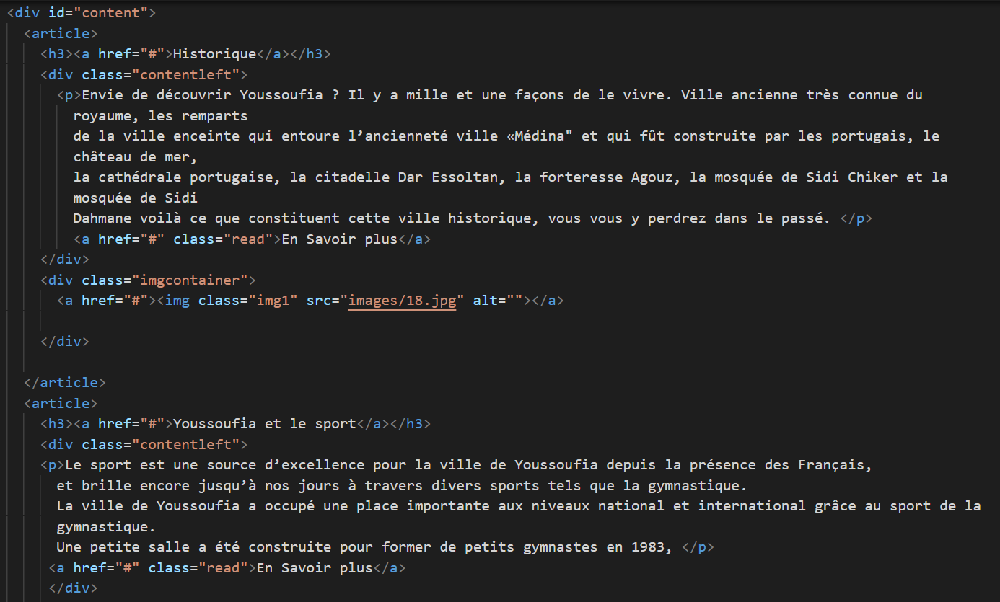 <div id="content">
<article>
<h3><a href="#">Historique</a></h3>
<div class="contentleft">
<p>Envie de découvrir Youssoufia ? Il y a mille et une façons de le vivre. Ville ancienne très connue du
royaume, les remparts
de la ville enceinte qui entoure l’ancienneté ville «Médina" et qui fût construite par les portugais, le
château de mer,
la cathédrale portugaise, la citadelle Dar Essoltan, la forteresse Agouz, la mosquée de Sidi Chiker et la
mosquée de Sidi
Dahmane voilà ce que constituent cette ville historique, vous vous y perdrez dans le passé. </p>
<a href="#" class="read">En Savoir plus</a>
</div>
<div class="imgcontainer">
<a href="#"><img class="img1" src="images/18.jpg" alt=""></a>
</div>
</article>
<article>
<h3><a href="#">Youssoufia et le sport</a></h3>
<div class="contentleft">
<p>Le sport est une source d’excellence pour la ville de Youssoufia depuis la présence des Français,
et brille encore jusqu’à nos jours à travers divers sports tels que la gymnastique.
La ville de Youssoufia a occupé une place importante aux niveaux national et international grâce au sport de la
gymnastique.
Une petite salle a été construite pour former de petits gymnastes en 1983, </p>
<a href="#" class="read">En Savoir plus</a>
</div>